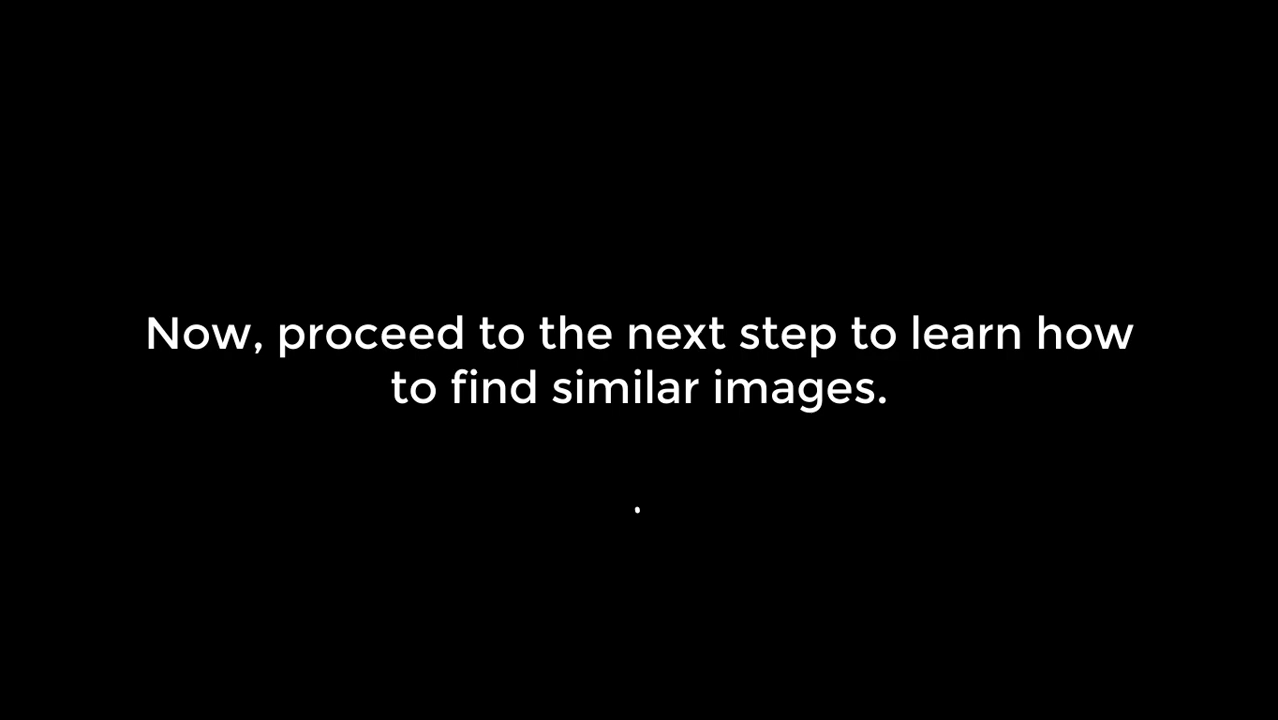 Now, proceed to the next step to learn how
to find similar images.
.